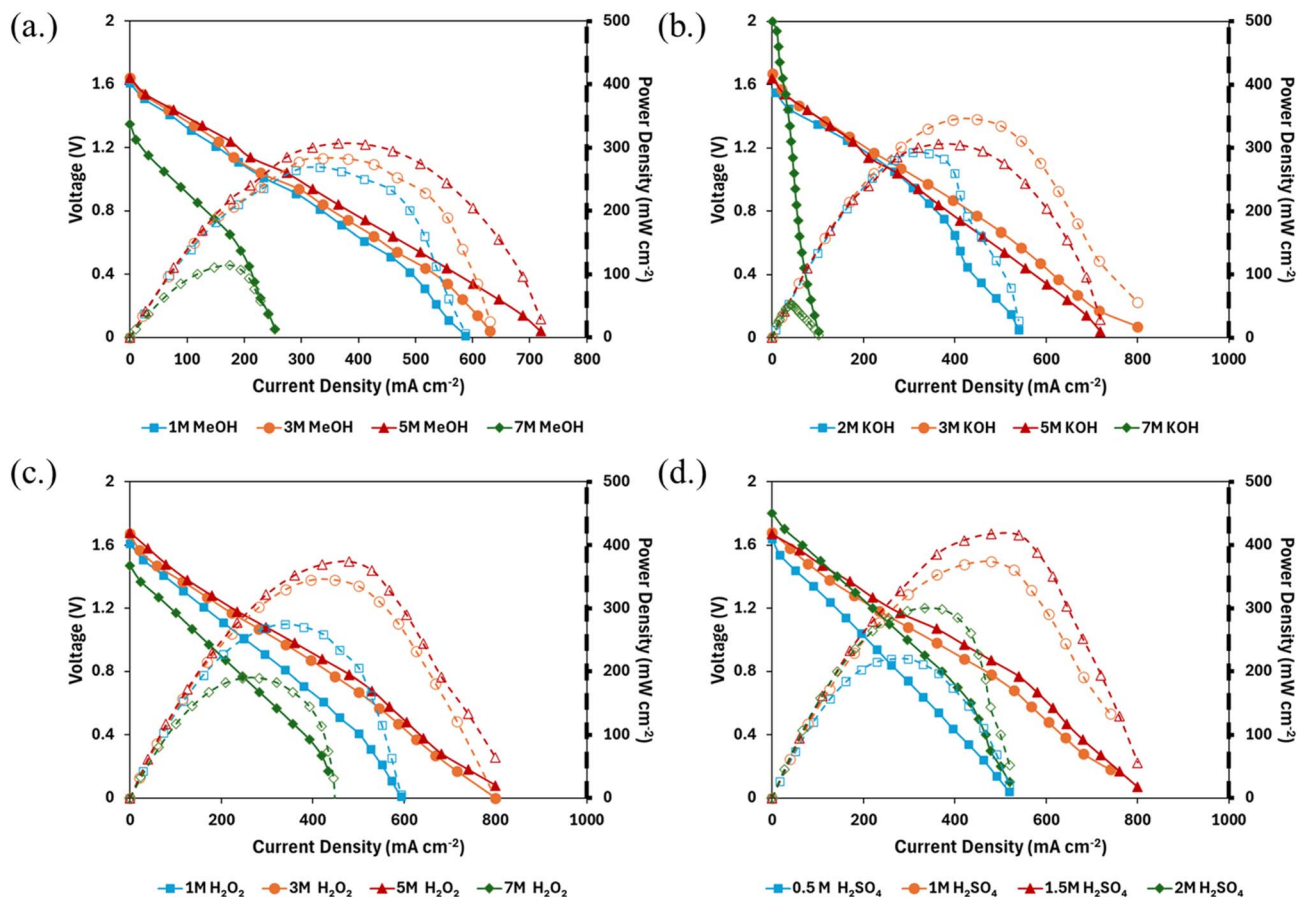 (a.)
2
1.6
1.2
0.8
0.4
0
Voltage (V)
500
400
300
200
100
0
Power Density (mW cm⁻²)
0 100 200 300 400 500 600 700 800
Current Density (mA cm⁻²)
1M MeOH 3M MeOH 5M MeOH 7M MeOH
(b.)
2
1.6
1.2
0.8
0.4
0
Voltage (V)
500
400
300
200
100
0
Power Density (mW cm⁻²)
0 200 400 600 800 1000
Current Density (mA cm⁻²)
2M KOH 3M KOH 5M KOH 7M KOH
(c.)
2
1.6
1.2
0.8
0.4
0
Voltage (V)
500
400
300
200
100
0
Power Density (mW cm⁻²)
0 200 400 600 800 1000
Current Density (mA cm⁻²)
1M H₂O₂ 3M H₂O₂ 5M H₂O₂ 7M H₂O₂
(d.)
2
1.6
1.2
0.8
0.4
0
Voltage (V)
500
400
300
200
100
0
Power Density (mW cm⁻²)
0 200 400 600 800 1000
Current Density (mA cm⁻²)
0.5 M H₂SO₄ 1M H₂SO₄ 1.5M H₂SO₄ 2M H₂SO₄